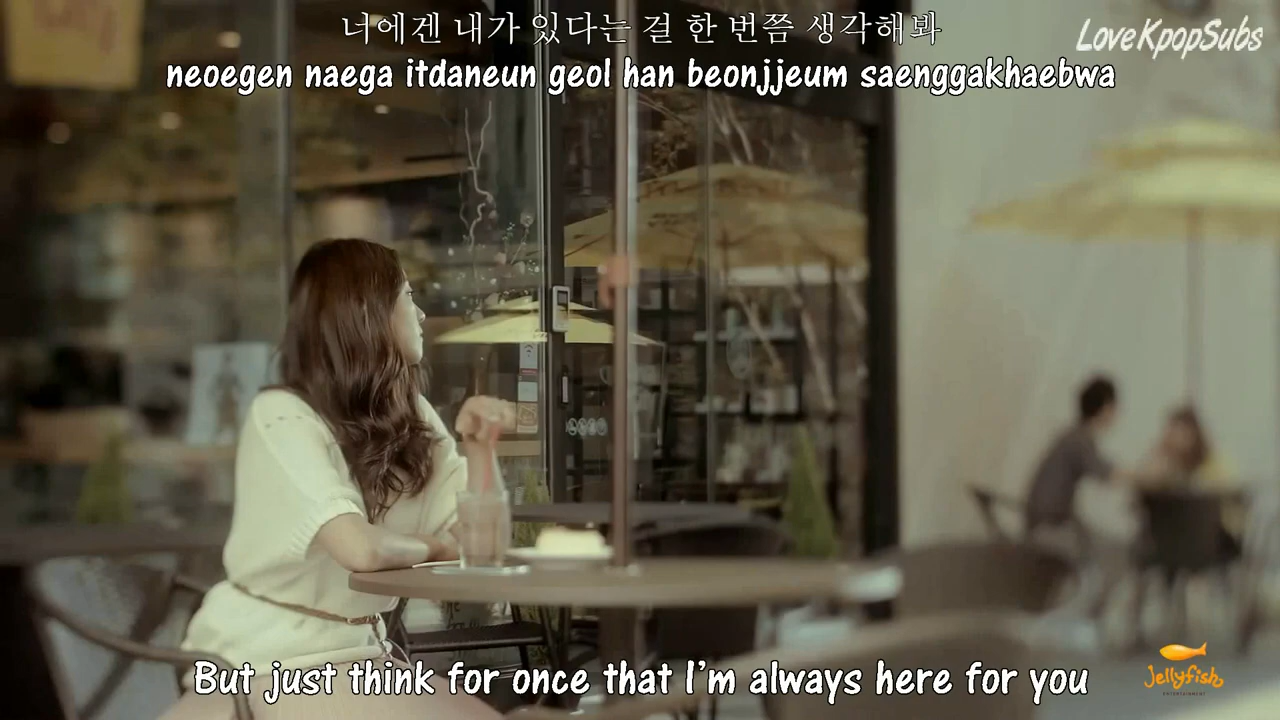 너에겐 내가 있다는 걸 한 번쯤 생각해봐
LoveKpopSubs
neoegen naega itdaneun geol han beonjjeum saenggakhaebwa
But just think for once that I'm always here for you
Jellyfish
ENTERTAINMENT